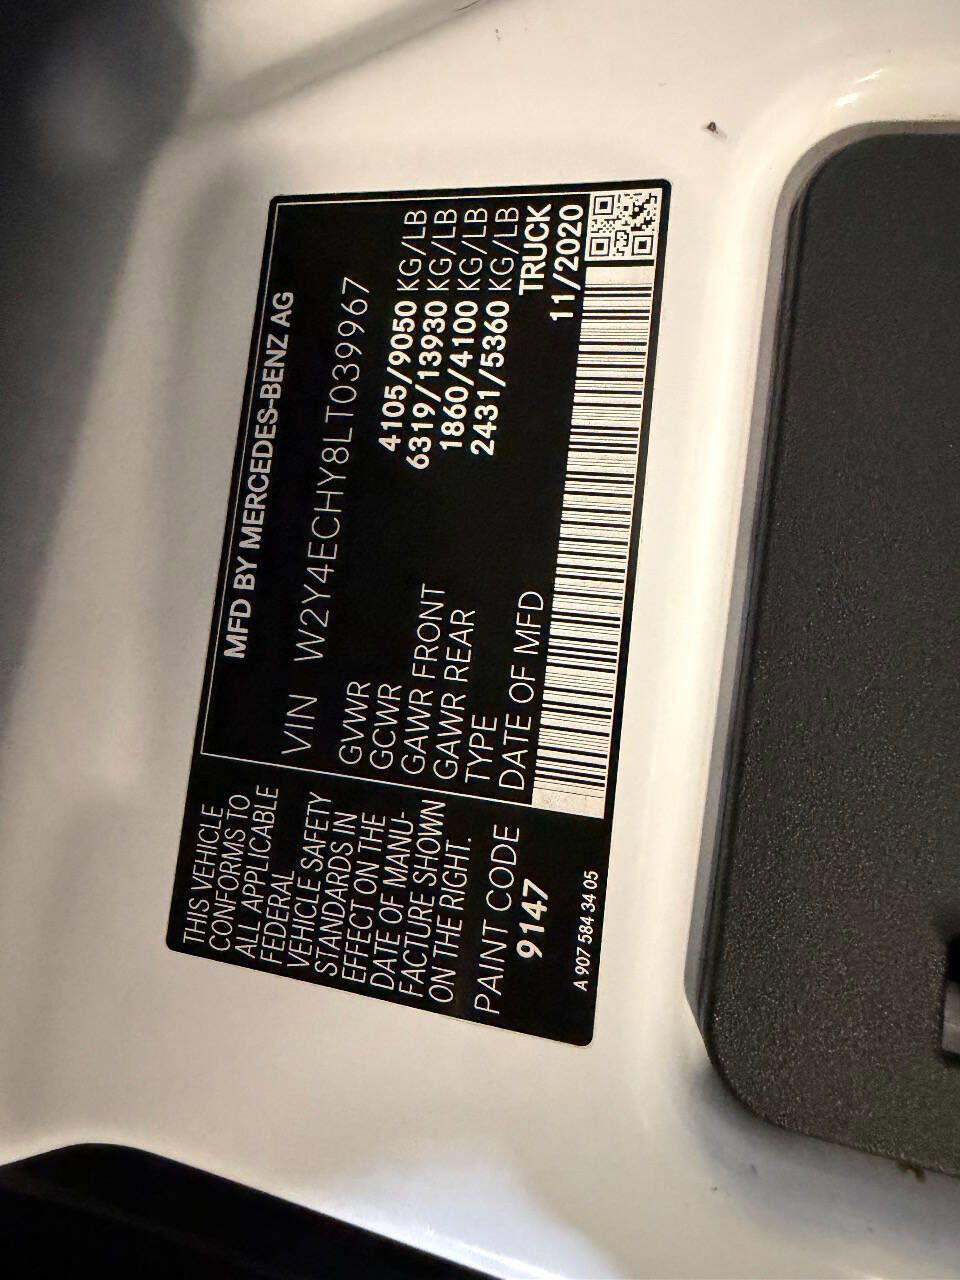 MFD BY MERCEDES-BENZ AG
VIN W2Y4ECHY8LT039967
GVWR 4105/9050 KG/LB
GCWR 6319/13930 KG/LB
GAWR FRONT 1860/4100 KG/LB
GAWR REAR 2431/5360 KG/LB
TYPE TRUCK
DATE OF MFD 11/2020
THIS VEHICLE
CONFORMS TO
ALL APPLICABLE
FEDERAL
VEHICLE SAFETY
STANDARDS IN
EFFECT ON THE
DATE OF MANU-
FACTURE SHOWN
ON THE RIGHT.
PAINT CODE
9147
A 907 584 34 05